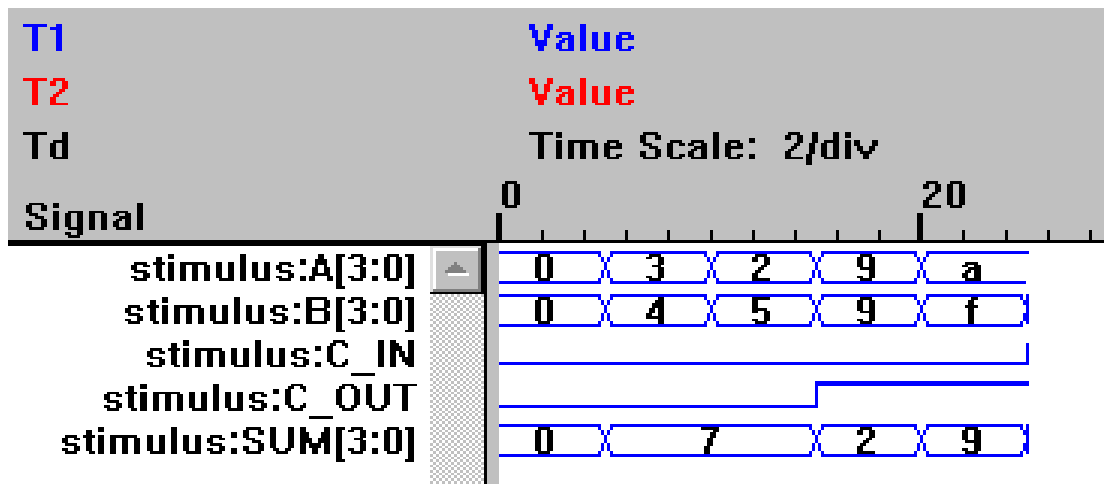 T1 Value
T2 Value
Td Time Scale: 2/div
0 20
Signal
stimulus:A[3:0] 0 3 2 9 a
stimulus:B[3:0] 0 4 5 9 f
stimulus:C_IN
stimulus:C_OUT
stimulus:SUM[3:0] 0 7 2 9